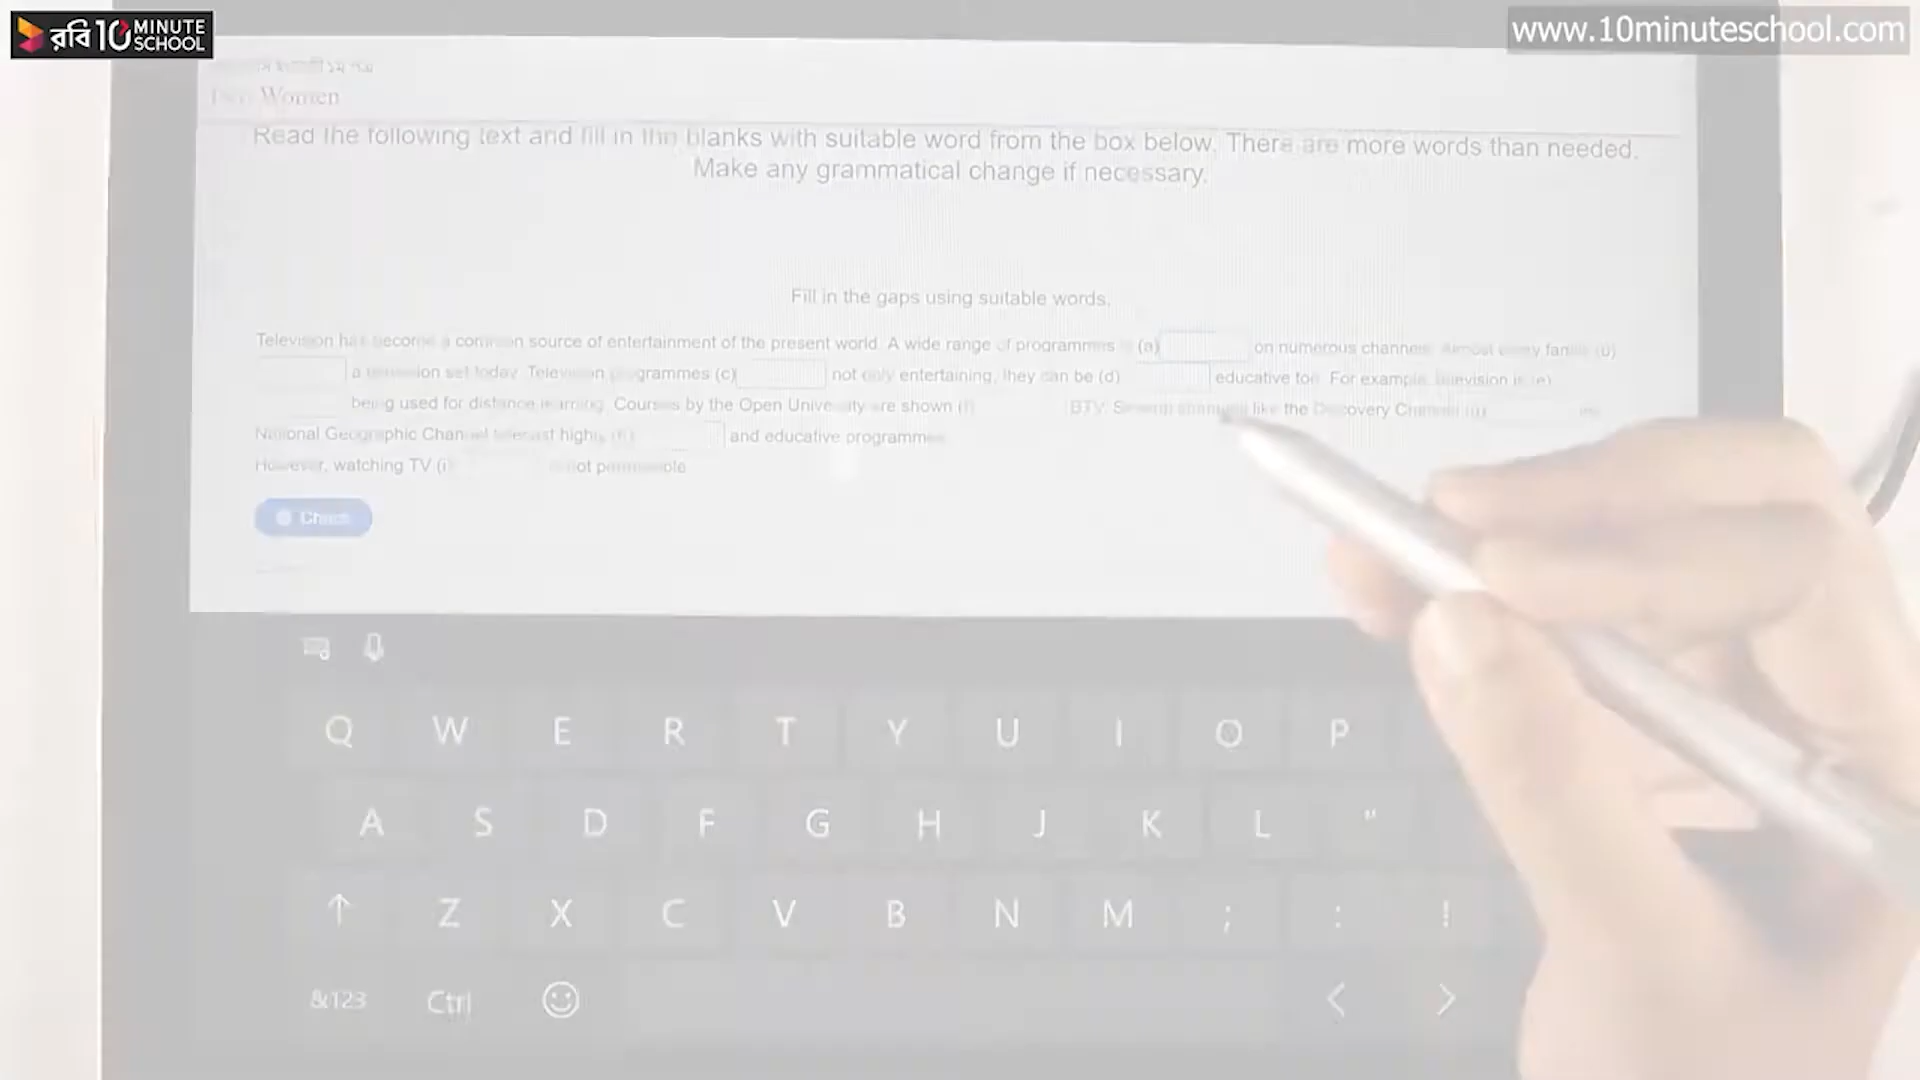 রবি 10 MINUTE SCHOOL
www.10minuteschool.com
Women
Read the following text and fill in the blanks with suitable word from the box below. There are more words than needed.
Make any grammatical change if necessary.
Fill in the gaps using suitable words.
Television has become a common source of entertainment of the present world. A wide range of programmes (a) on numerous channels. Almost every family (b)
a television set today. Television programmes (c) not only entertaining, they can be (d) educative too. For example, television is (e)
being used for distance learning. Courses by the Open University are shown (f) BTV. Several channels like the Discovery Channel (g)
National Geographic Channel telecast highly (h) and educative programmes
However, watching TV (i) not permissible
Check
Q W E R T Y U I O P
A S D F G H J K L "
↑ Z X C V B N M ; : !
&123 Ctrl < >